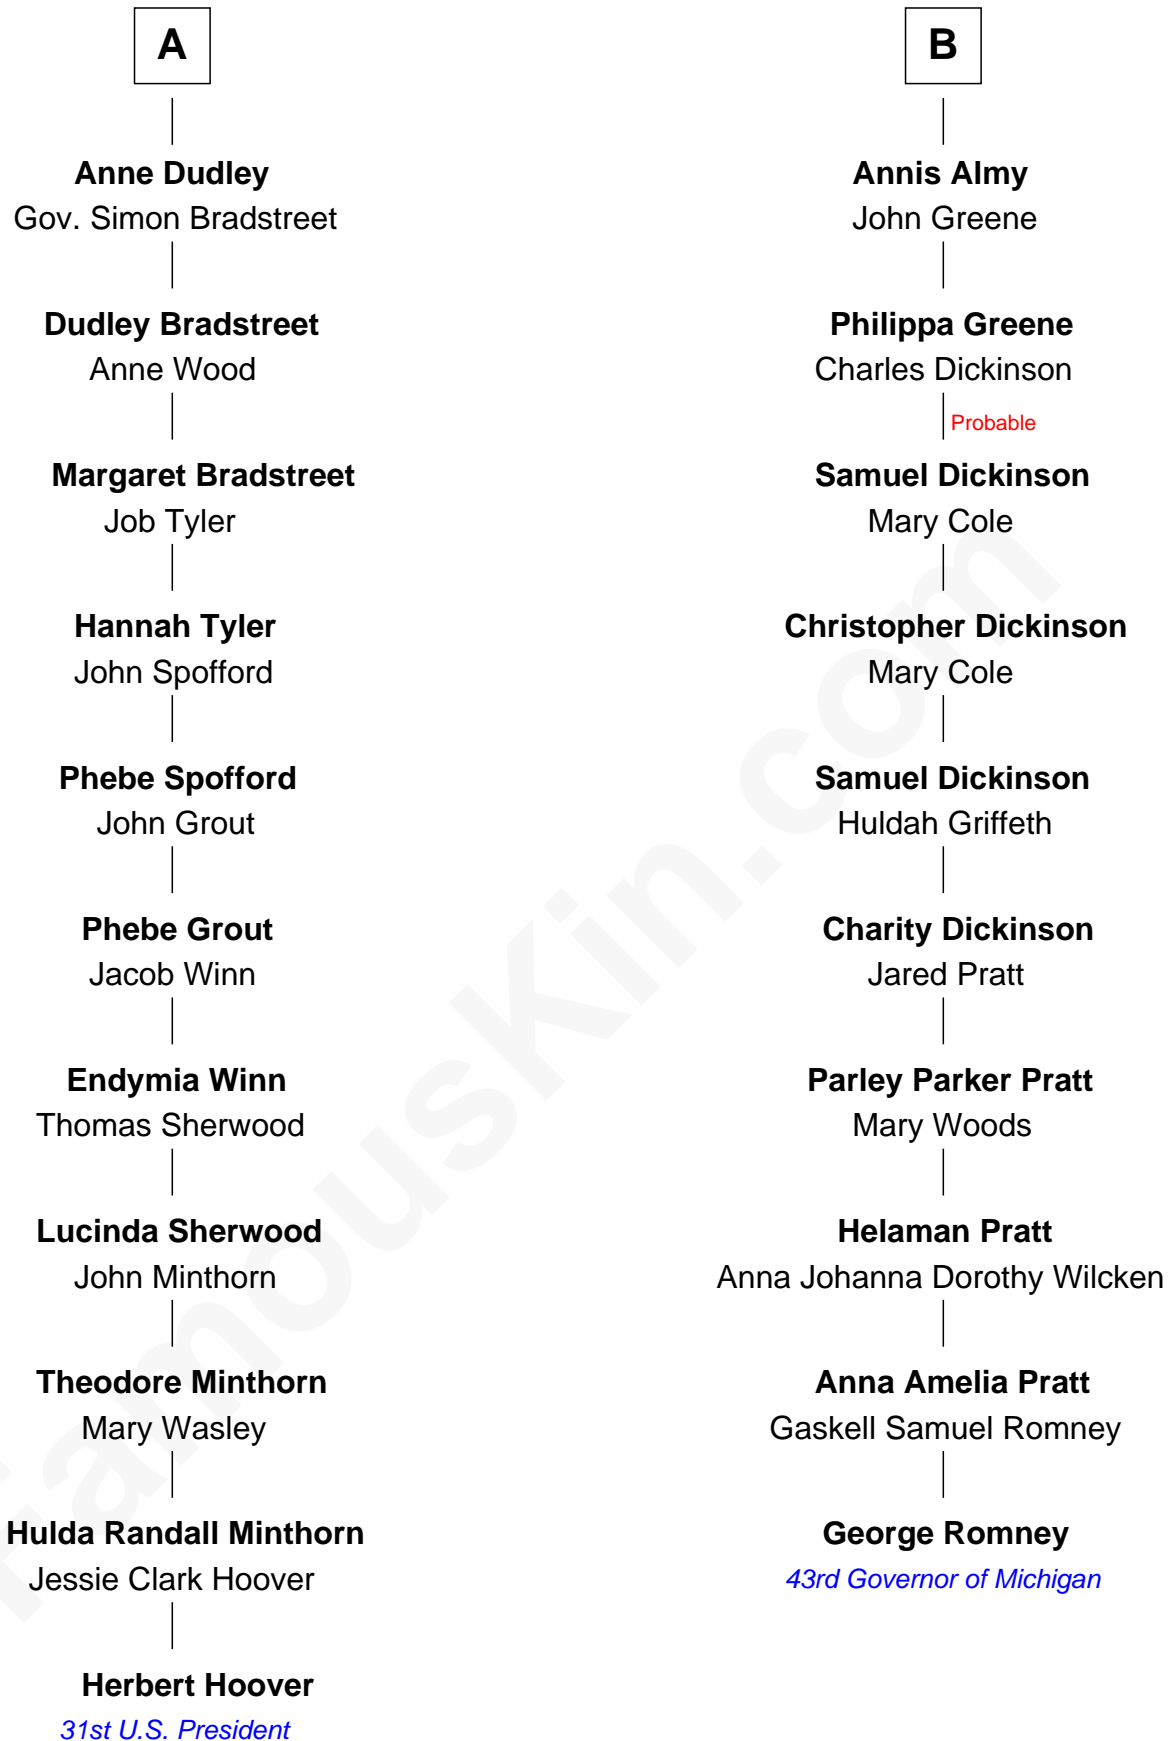 A
Anne Dudley
Gov. Simon Bradstreet
Dudley Bradstreet
Anne Wood
Margaret Bradstreet
Job Tyler
Hannah Tyler
John Spofford
Phebe Spofford
John Grout
Phebe Grout
Jacob Winn
Endymia Winn
Thomas Sherwood
Lucinda Sherwood
John Minthorn
Theodore Minthorn
Mary Wasley
Hulda Randall Minthorn
Jessie Clark Hoover
Herbert Hoover
31st U.S. President
B
Annis Almy
John Greene
Philippa Greene
Charles Dickinson
Probable
Samuel Dickinson
Mary Cole
Christopher Dickinson
Mary Cole
Samuel Dickinson
Huldah Griffeth
Charity Dickinson
Jared Pratt
Parley Parker Pratt
Mary Woods
Helaman Pratt
Anna Johanna Dorothy Wilcken
Anna Amelia Pratt
Gaskell Samuel Romney
George Romney
43rd Governor of Michigan
famouskin.com